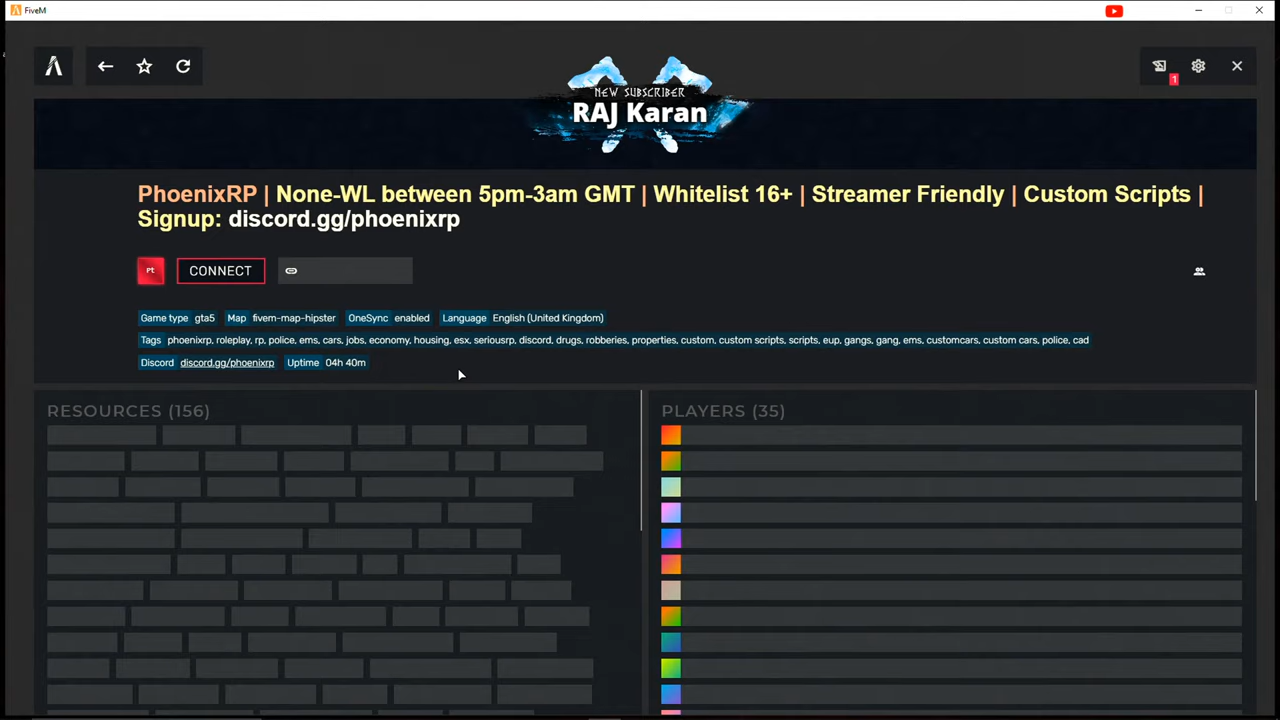 FiveM
NEW SUBSCRIBER
RAJ Karan
1
PhoenixRP | None-WL between 5pm-3am GMT | Whitelist 16+ | Streamer Friendly | Custom Scripts |
Signup: discord.gg/phoenixrp
Pt CONNECT
Game type gta5 Map fivem-map-hipster OneSync enabled Language English (United Kingdom)
Tags phoenixrp, roleplay, rp, police, ems, cars, jobs, economy, housing, esx, seriousrp, discord, drugs, robberies, properties, custom, custom scripts, scripts, eup, gangs, gang, ems, customcars, custom cars, police, cad
Discord discord.gg/phoenixrp Uptime 04h 40m
RESOURCES (156) PLAYERS (35)